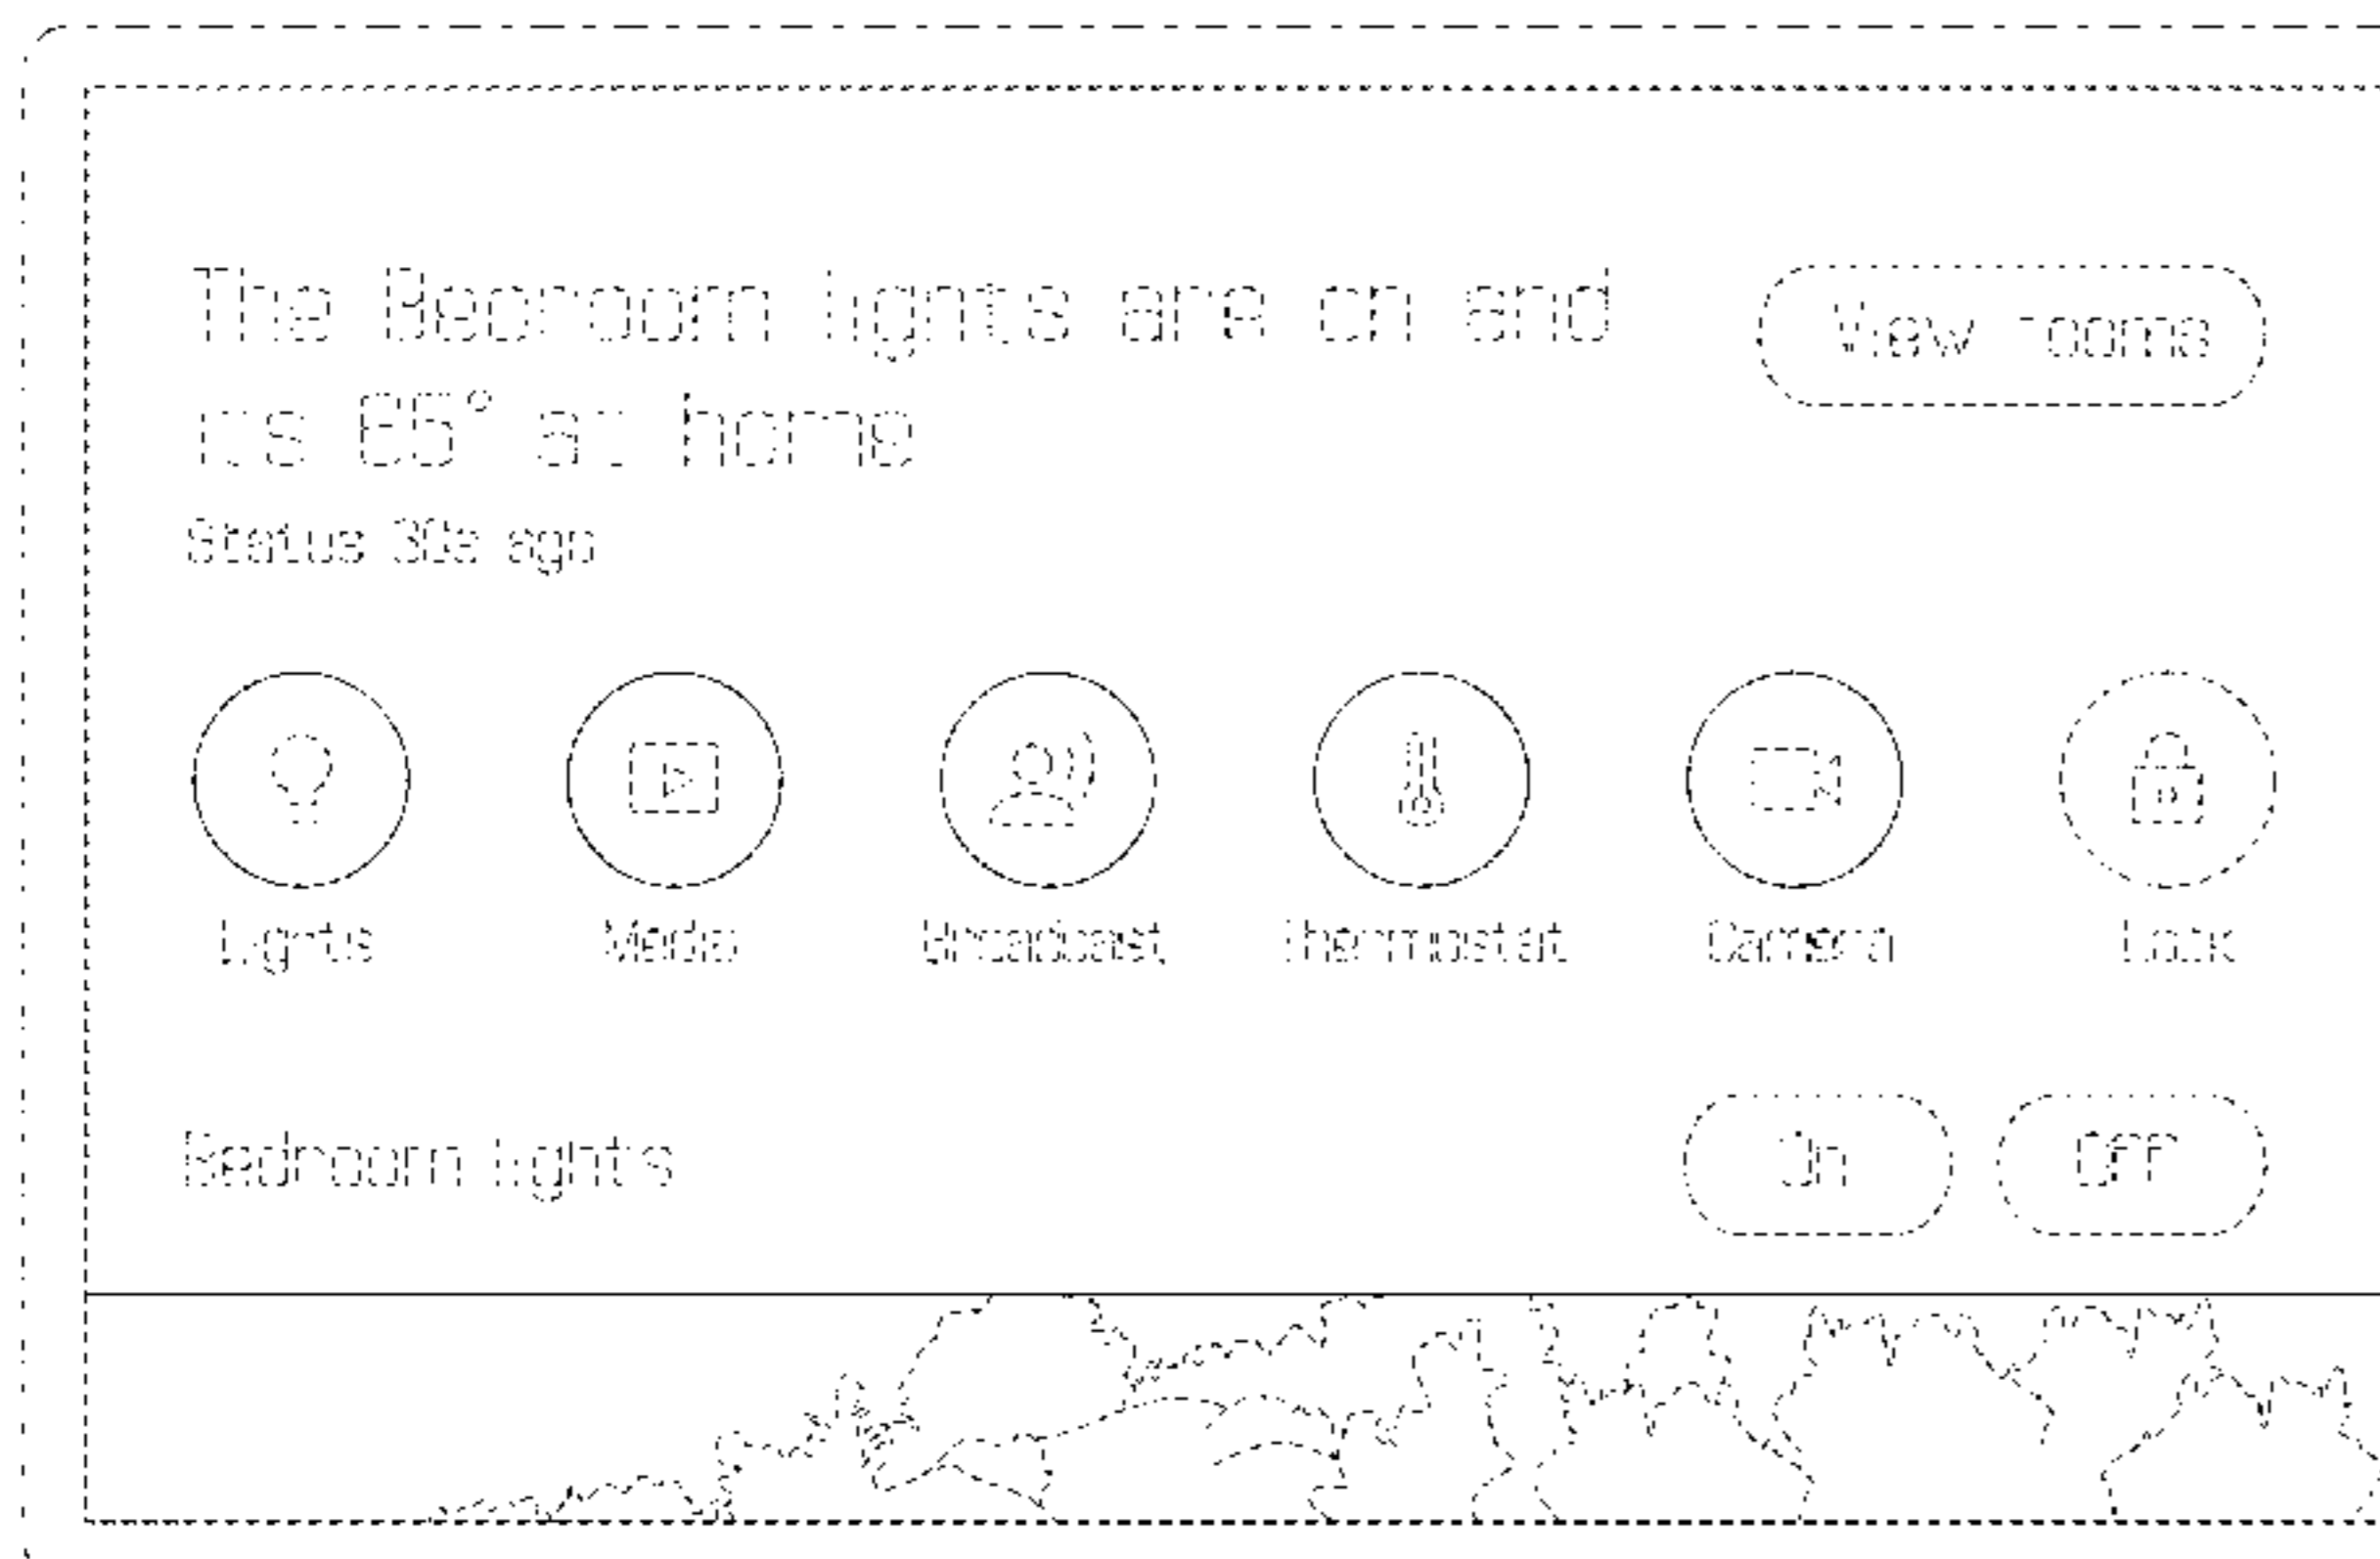 The Bedroom lights are on and
its 65° at home
View rooms
Status 30s ago
Lights
Media
Broadcast
Thermostat
Camera
Lock
Bedroom lights
On
Off